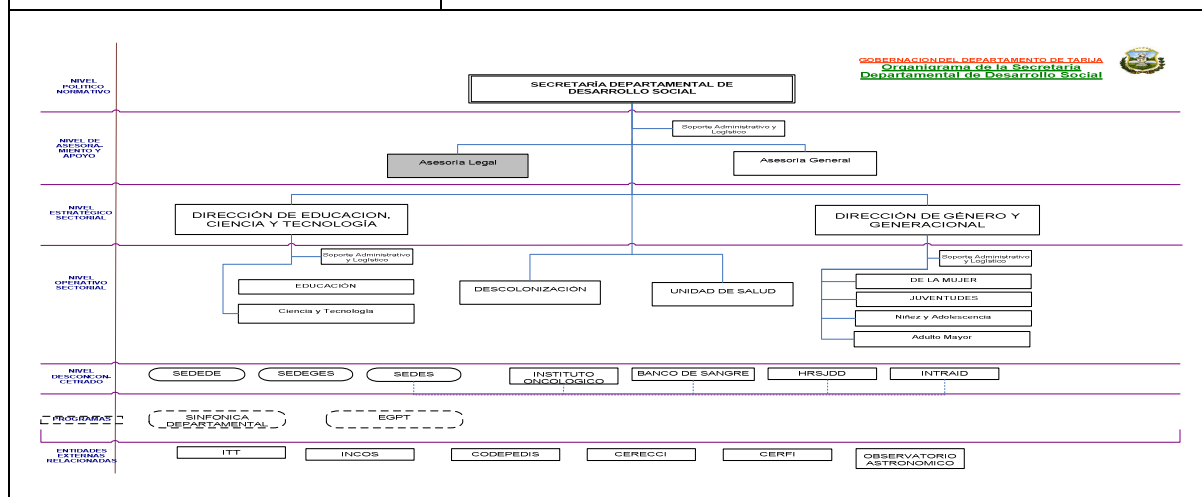 GOBERNACION DEL DEPARTAMENTO DE TARIJA
Organigrama de la Secretaria
Departamental de Desarrollo Social
NIVEL
POLITICO
NORMATIVO
SECRETARÍA DEPARTAMENTAL DE
DESARROLLO SOCIAL
NIVEL DE
ASESORA-
MIENTO Y
APOYO
Soporte Administrativo y
Logístico
Asesoría Legal
Asesoría General
NIVEL
ESTRATÉGICO
SECTORIAL
DIRECCIÓN DE EDUCACION,
CIENCIA Y TECNOLOGÍA
DIRECCIÓN DE GÉNERO Y
GENERACIONAL
NIVEL
OPERATIVO
SECTORIAL
Soporte Administrativo
y Logístico
EDUCACIÓN
Ciencia y Tecnología
DESCOLONIZACIÓN
UNIDAD DE SALUD
Soporte Administrativo
y Logístico
DE LA MUJER
JUVENTUDES
Niñez y Adolescencia
Adulto Mayor
NIVEL
DESCONCON-
CETRADO
SEDEDE
SEDEGES
SEDES
INSTITUTO
ONCOLOGICO
BANCO DE SANGRE
HRSJDD
INTRAID
PROGRAMAS
SINFONICA
DEPARTAMENTAL
EGPT
ENTIDADES
EXTERNAS
RELACIONADAS
ITT
INCOS
CODEPEDIS
CERECCI
CERFI
OBSERVATORIO
ASTRONOMICO